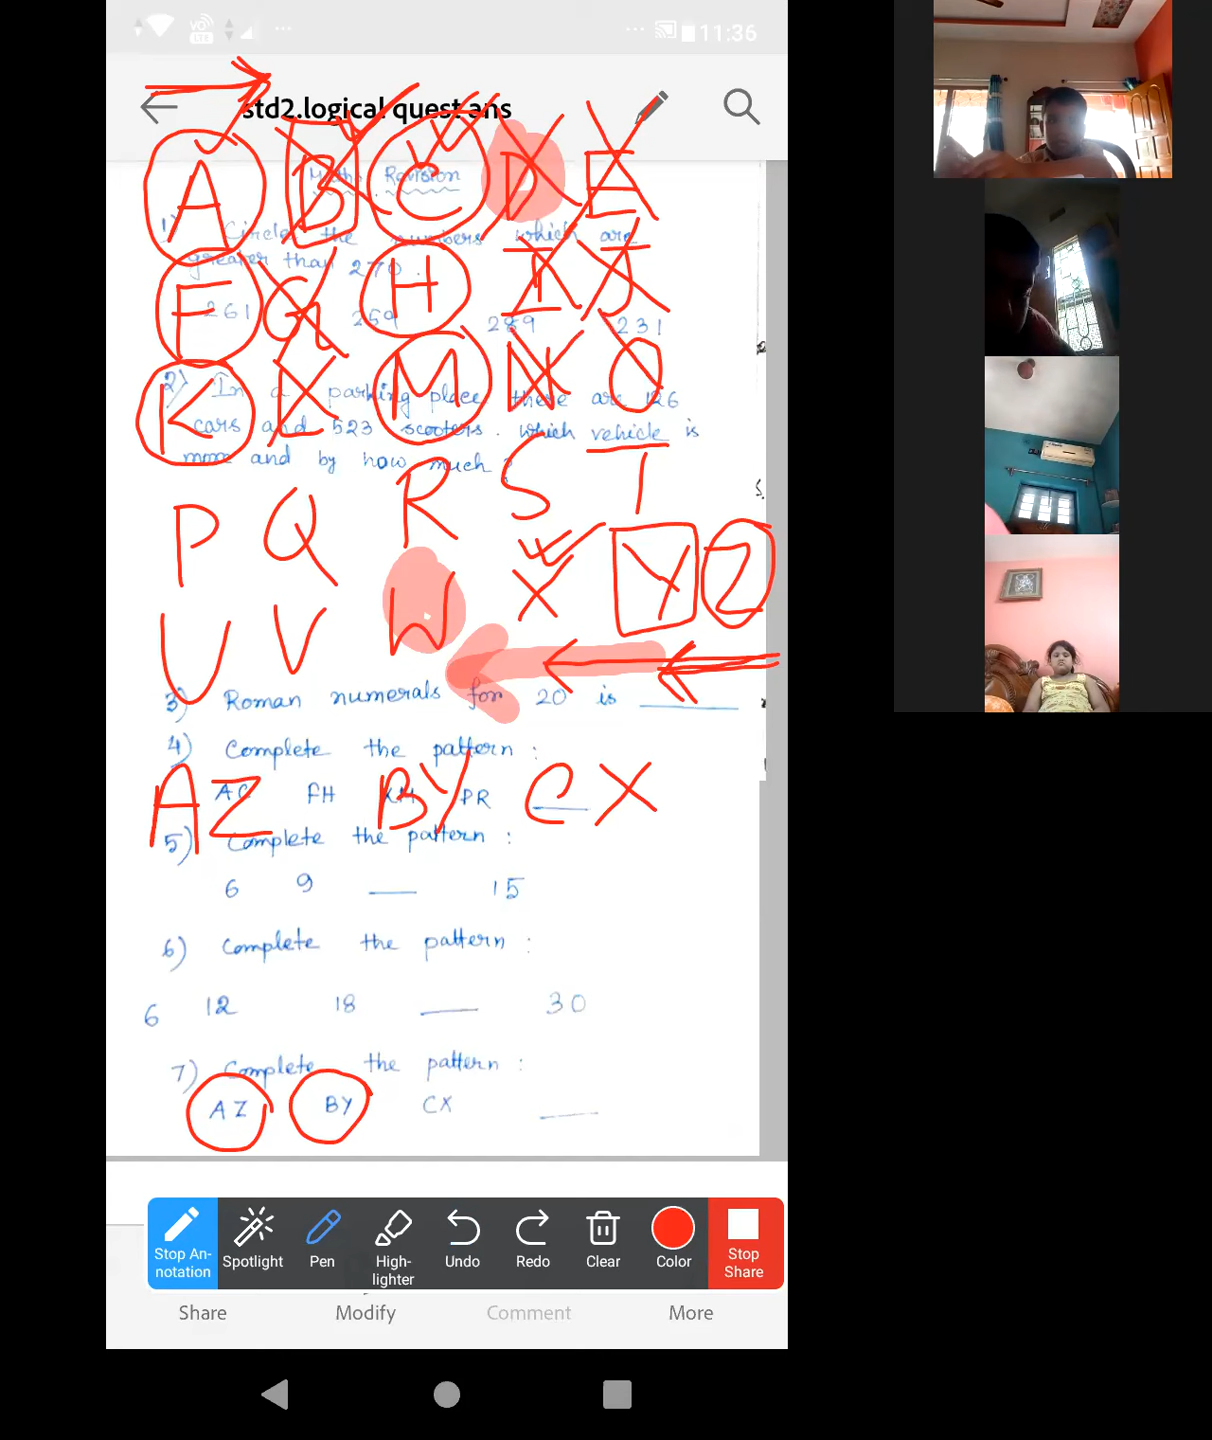 VO LTE 11:36
std2.logical quest ans
Maths Revision
1) Circle the numbers which are
greater than 270.
261 259 289 231
2) In a parking place there are 126
cars and 523 scooters. which vehicle is
more and by how much ?
3) Roman numerals for 20 is
4) Complete the pattern :
AC FH KM PR
5) Complete the pattern :
6 9 15
6) Complete the pattern :
6 12 18 30
7) Complete the pattern :
AZ BY CX
A B C D E
F G H I J
K L M N O
P Q R S T
U V W X Y Z
AZ BY CX
Stop An-
notation
Spotlight
Pen
High-
lighter
Undo
Redo
Clear
Color
Stop
Share
Share Modify Comment More